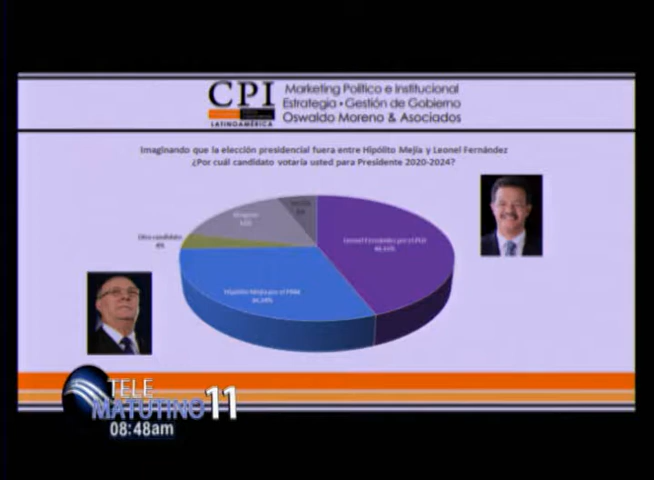 CPI
LATINOAMÉRICA
Marketing Político e Institucional
Estrategia • Gestión de Gobierno
Oswaldo Moreno & Asociados
Imaginando que la elección presidencial fuera entre Hipólito Mejía y Leonel Fernández
¿Por cuál candidato votaría usted para Presidente 2020-2024?
Ninguno
Otro candidato
4%
Leonel Fernández por el PLD
Hipólito Mejía por el PRM
TELE
MATUTINO 11
08:48am